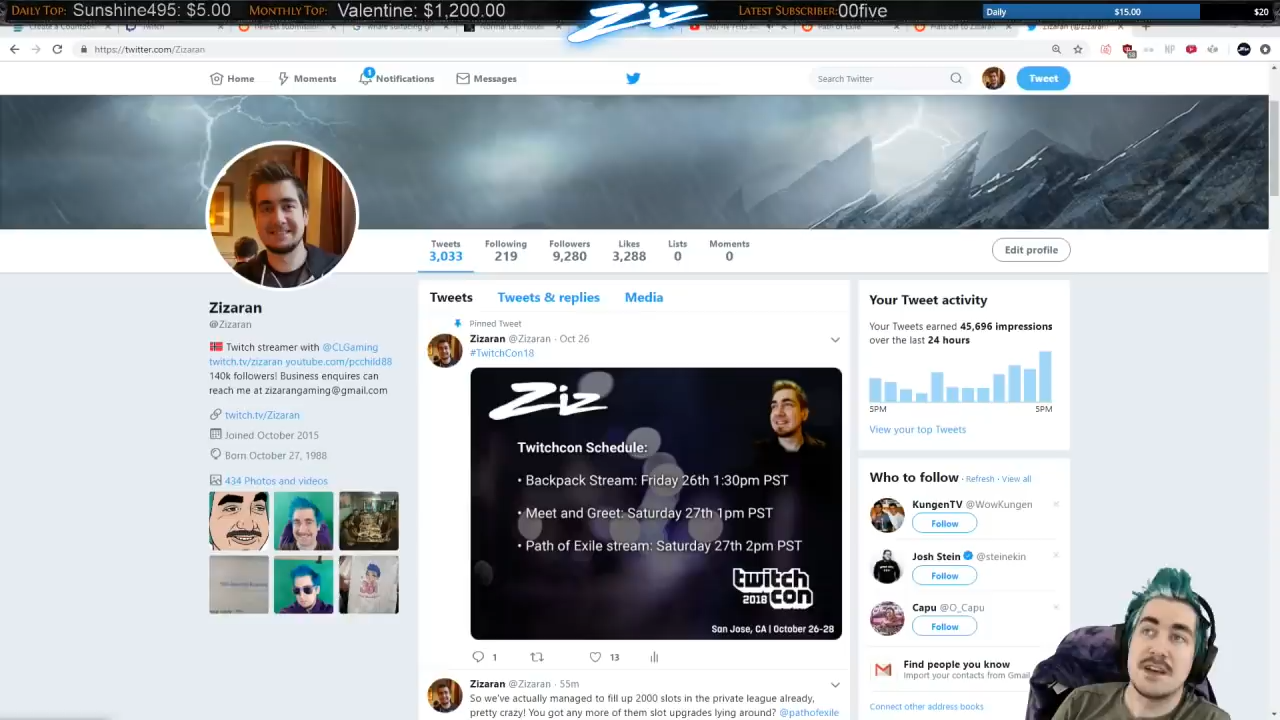 DAILY TOP: Sunshine495: $5.00 MONTHLY TOP: Valentine: $1,200.00 Ziz LATEST SUBSCRIBER: 00five Daily $15.00 $20
https://twitter.com/Zizaran
Home Moments 1 Notifications Messages Search Twitter Tweet
Tweets Following Followers Likes Lists Moments
3,033 219 9,280 3,288 0 0
Edit profile
Zizaran
@Zizaran
Twitch streamer with @CLGaming
twitch.tv/zizaran youtube.com/pcchild88
140k followers! Business enquires can
reach me at zizarangaming@gmail.com
twitch.tv/Zizaran
Joined October 2015
Born October 27, 1988
434 Photos and videos
Tweets Tweets & replies Media
Pinned Tweet
Zizaran @Zizaran · Oct 26
#TwitchCon18
Ziz
Twitchcon Schedule:
• Backpack Stream: Friday 26th 1:30pm PST
• Meet and Greet: Saturday 27th 1pm PST
• Path of Exile stream: Saturday 27th 2pm PST
twitch
2018 con
San Jose, CA | October 26-28
1 13
Zizaran @Zizaran · 55m
So we've actually managed to fill up 2000 slots in the private league already,
pretty crazy! You got any more of them slot upgrades lying around? @pathofexile
Your Tweet activity
Your Tweets earned 45,696 impressions
over the last 24 hours
5PM 5PM
View your top Tweets
Who to follow · Refresh · View all
KungenTV @WowKungen
Follow
Josh Stein @steinekin
Follow
Capu @O_Capu
Follow
Find people you know
Import your contacts from Gmail
Connect other address books